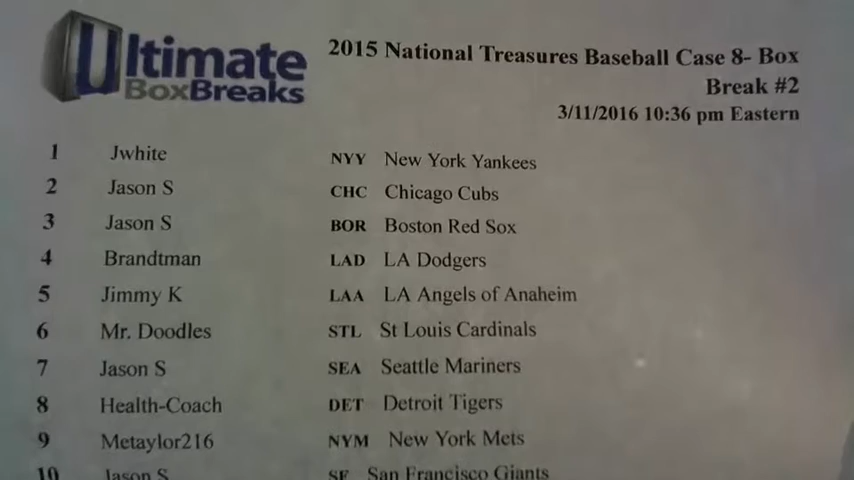 Ultimate
BoxBreaks
2015 National Treasures Baseball Case 8- Box
Break #2
3/11/2016 10:36 pm Eastern
1 Jwhite NYY New York Yankees
2 Jason S CHC Chicago Cubs
3 Jason S BOR Boston Red Sox
4 Brandtman LAD LA Dodgers
5 Jimmy K LAA LA Angels of Anaheim
6 Mr. Doodles STL St Louis Cardinals
7 Jason S SEA Seattle Mariners
8 Health-Coach DET Detroit Tigers
9 Metaylor216 NYM New York Mets
10 Jason S SF San Francisco Giants